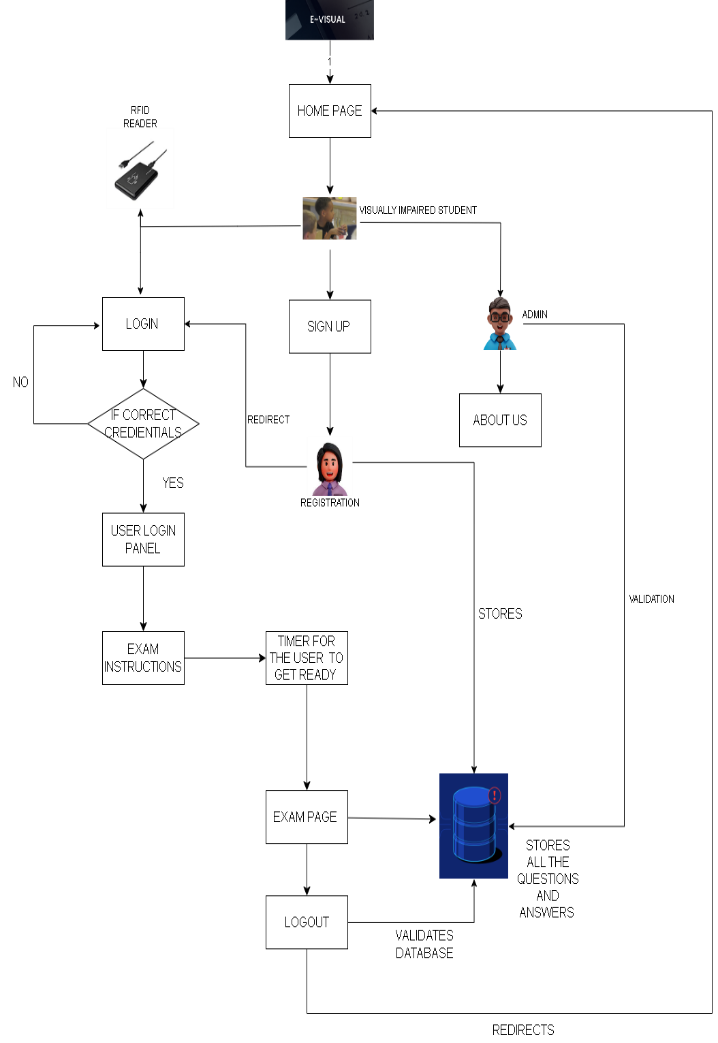 E-VISUAL
1
HOME PAGE
RFID
READER
VISUALLY IMPAIRED STUDENT
LOGIN
SIGN UP
ADMIN
NO
IF CORRECT
CREDIENTIALS
REDIRECT
ABOUT US
YES
REGISTRATION
USER LOGIN
PANEL
STORES
VALIDATION
EXAM
INSTRUCTIONS
TIMER FOR
THE USER TO
GET READY
EXAM PAGE
STORES
ALL THE
QUESTIONS
AND
ANSWERS
LOGOUT
VALIDATES
DATABASE
REDIRECTS